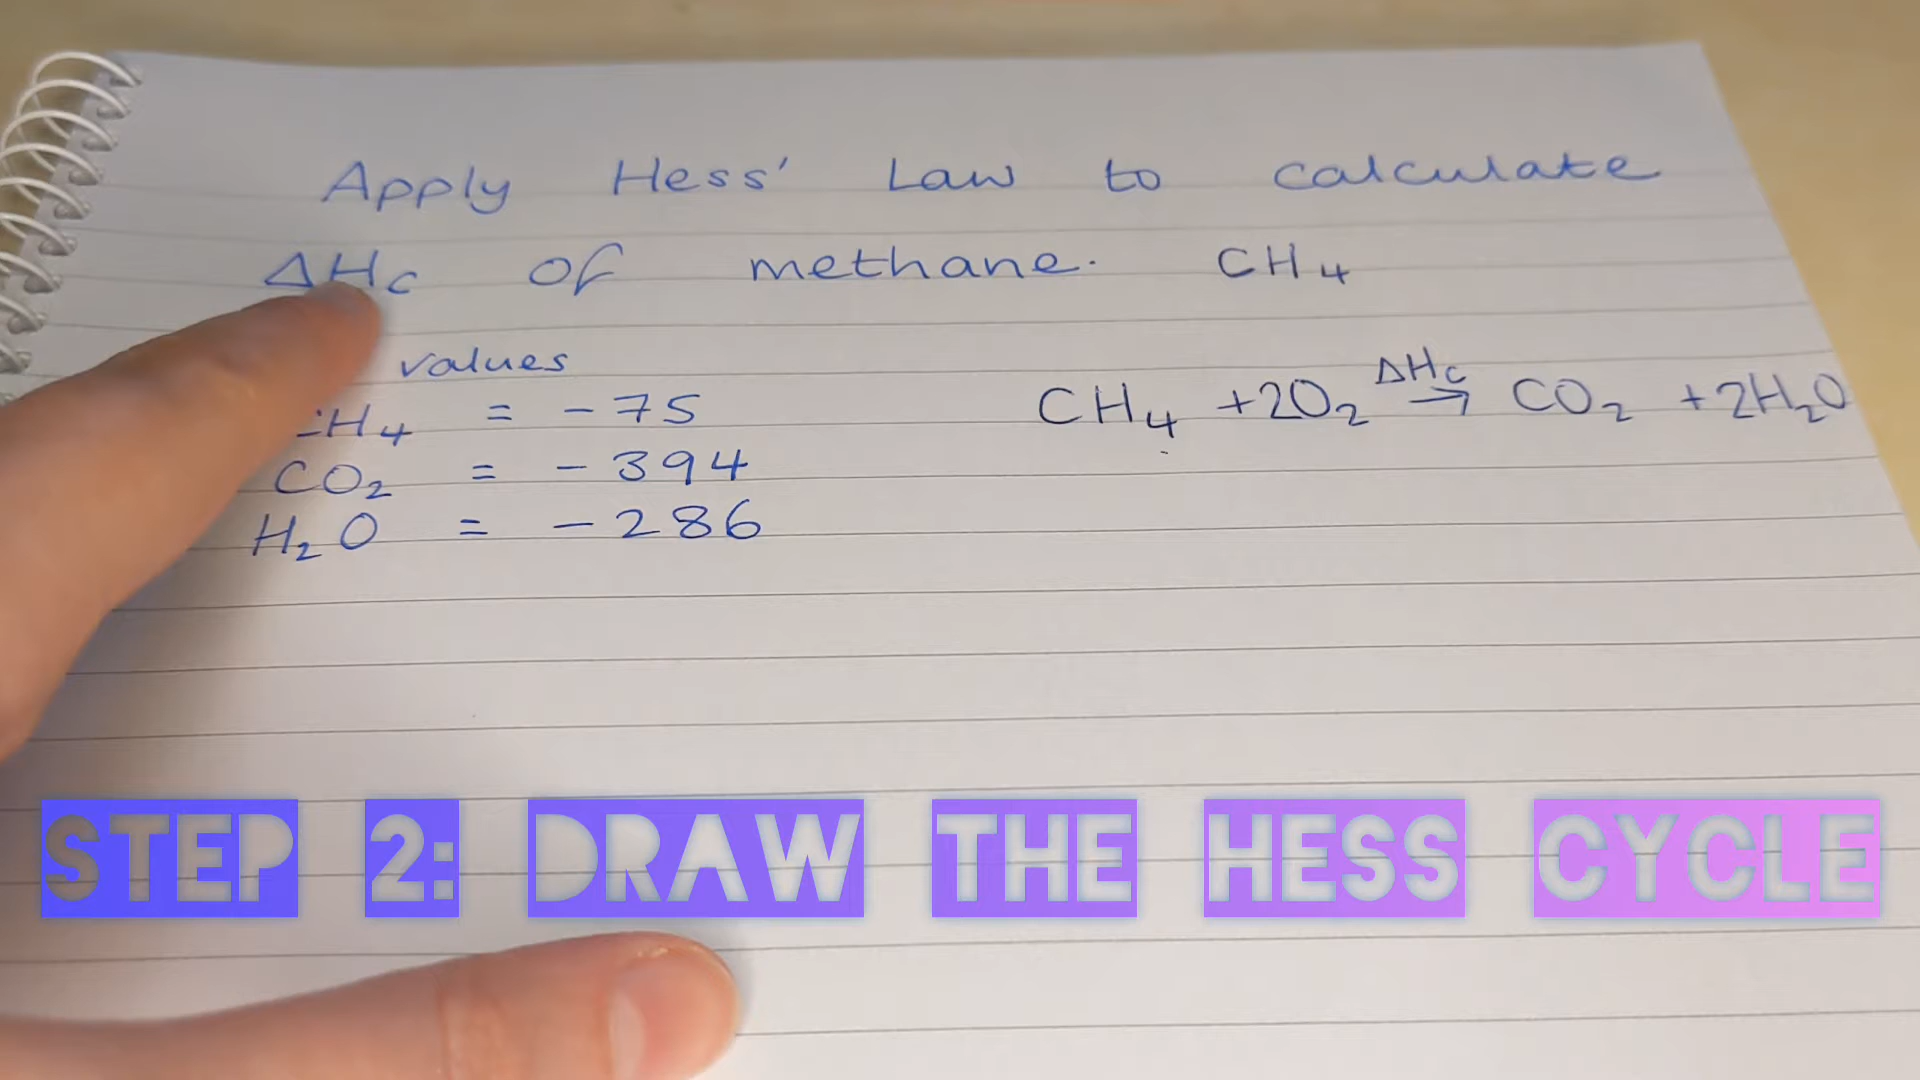 Apply Hess' Law to calculate
ΔHc of methane. CH4
values
H4 = -75
CH4 +2O2 ΔHc → CO2 +2H2O
CO2 = -394
H2O = -286
STEP 2: DRAW THE HESS CYCLE